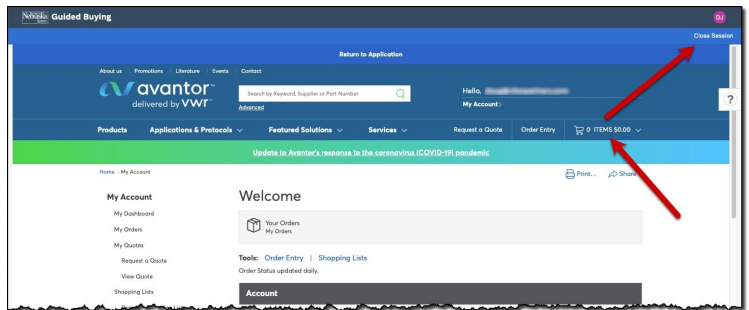 Nebraska Guided Buying
System
DJ
Close Session
Return to Application
About us Promotions Literature Events Contact
avantor™
delivered by VWR™
Search by Keyword, Supplier or Part Number
Advanced
Hello,
My Account
?
Products Applications & Protocols Featured Solutions Services Request a Quote Order Entry 0 ITEMS $0.00
Update to Avantor's response to the coronavirus (COVID-19) pandemic
Home My Account
Print... Share
My Account
Welcome
My Dashboard
Your Orders
My Orders
My Orders
My Quotes
Request a Quote
Tools: Order Entry | Shopping Lists
View Quote
Order Status updated daily.
Shopping Lists
Account